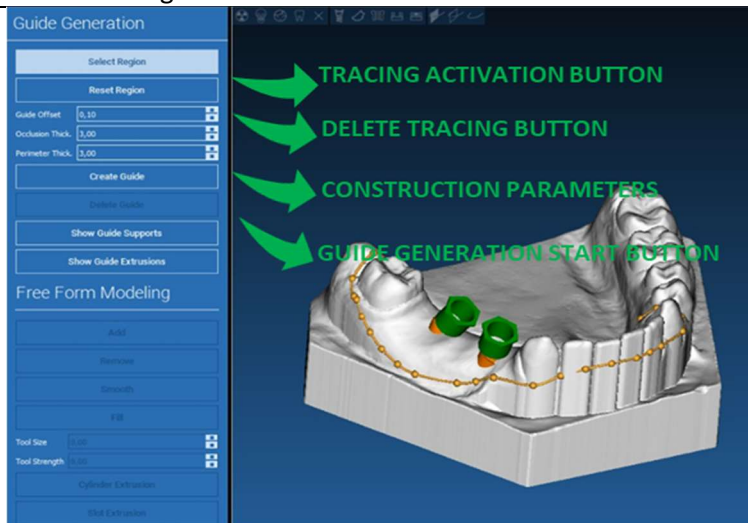 Guide Generation
Select Region
Reset Region
Guide Offset 0,10
Occlusion Thick. 3,00
Perimeter Thick. 3,00
Create Guide
Delete Guide
Show Guide Supports
Show Guide Extrusions
Free Form Modeling
Add
Remove
Smooth
Fill
Tool Size
Tool Strength
Cylinder Extrusion
Slot Extrusion
TRACING ACTIVATION BUTTON
DELETE TRACING BUTTON
CONSTRUCTION PARAMETERS
GUIDE GENERATION START BUTTON